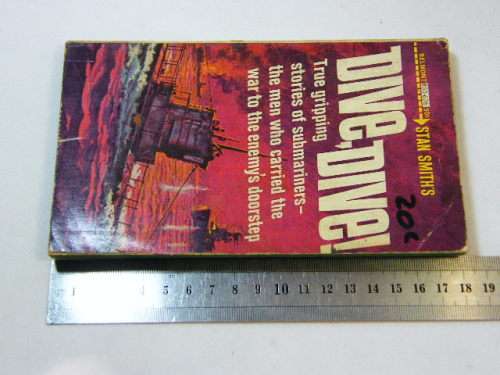 STAN SMITH'S
DIVE, DIVE!
True gripping
stories of submariners—
the men who carried the
war to the enemy's doorstep
20c
1 4 5 6 7 8 9 10 11 12 13 14 15 16 17 18 19